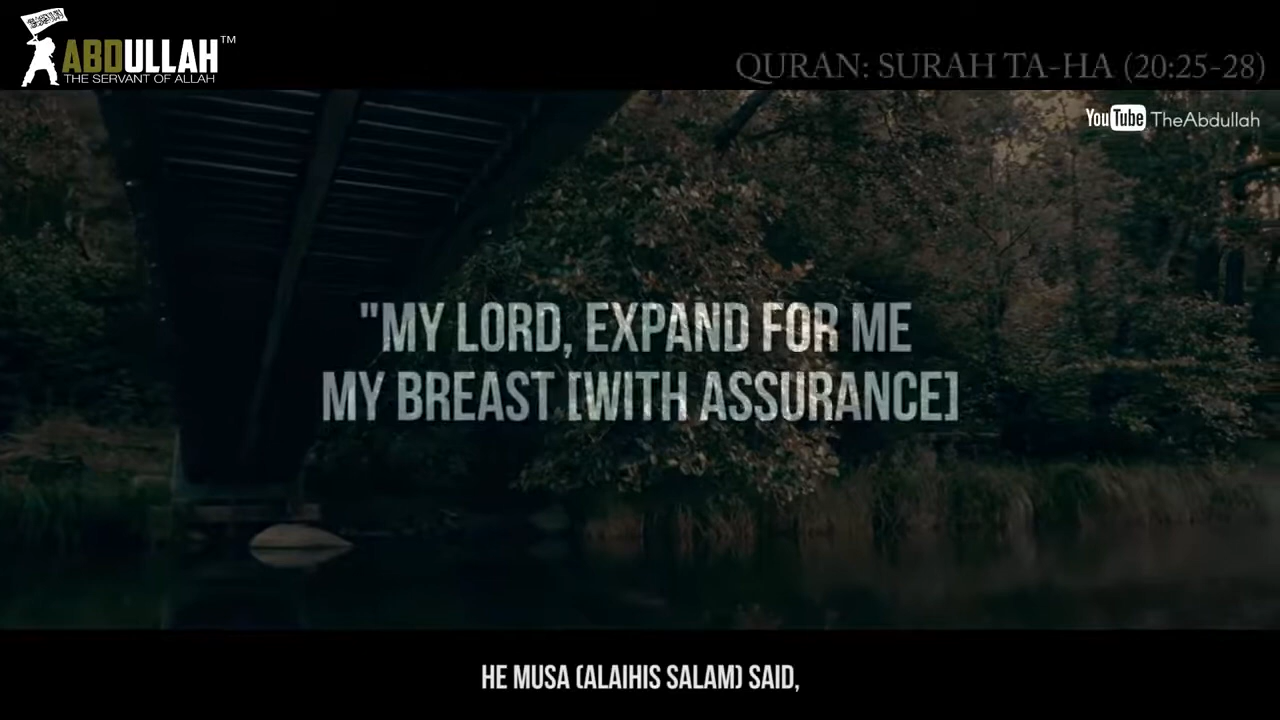 ABDULLAH™
THE SERVANT OF ALLAH
QURAN: SURAH TA-HA (20:25-28)
YouTube TheAbdullah
"MY LORD, EXPAND FOR ME
MY BREAST [WITH ASSURANCE]
HE MUSA (ALAIHIS SALAM) SAID,